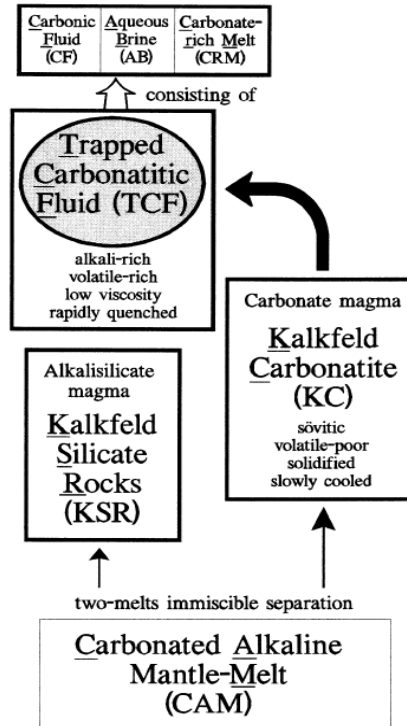 Carbonic
Fluid
(CF)
Aqueous
Brine
(AB)
Carbonate-
rich Melt
(CRM)
consisting of
Trapped
Carbonatitic
Fluid (TCF)
alkali-rich
volatile-rich
low viscosity
rapidly quenched
Carbonate magma
Kalkfeld
Carbonatite
(KC)
sövitic
volatile-poor
solidified
slowly cooled
Alkalisilicate
magma
Kalkfeld
Silicate
Rocks
(KSR)
two-melts immiscible separation
Carbonated Alkaline
Mantle-Melt
(CAM)